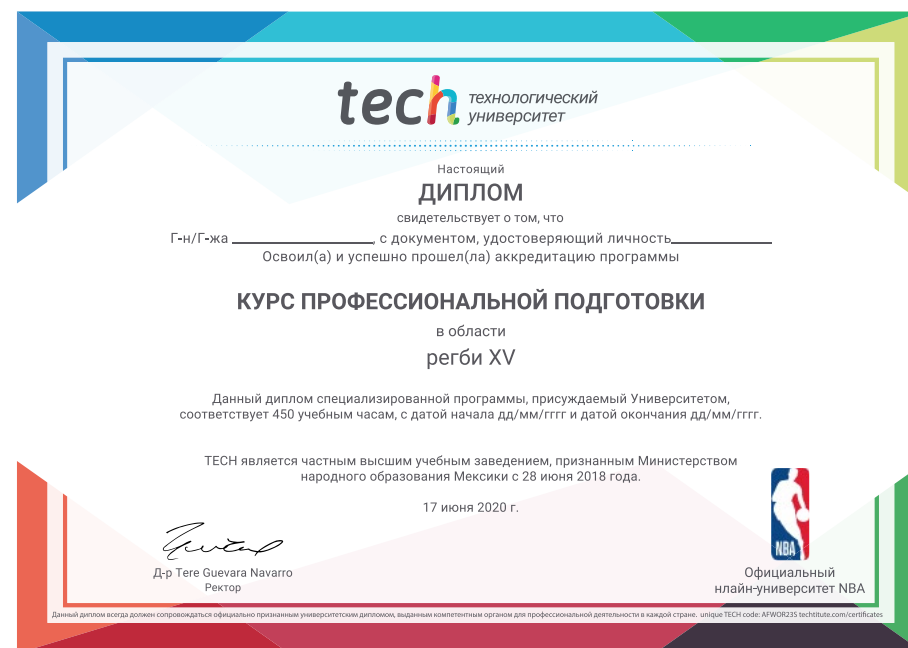 tech технологический
университет
Настоящий
ДИПЛОМ
свидетельствует о том, что
Г-н/Г-жа ____________, с документом, удостоверяющий личность____________
Освоил(а) и успешно прошел(ла) аккредитацию программы
КУРС ПРОФЕССИОНАЛЬНОЙ ПОДГОТОВКИ
в области
регби XV
Данный диплом специализированной программы, присуждаемый Университетом,
соответствует 450 учебным часам, с датой начала дд/мм/гггг и датой окончания дд/мм/гггг.
TECH является частным высшим учебным заведением, признанным Министерством
народного образования Мексики с 28 июня 2018 года.
17 июня 2020 г.
Д-р Tere Guevara Navarro
Ректор
NBA
Официальный
нлайн-университет NBA
Данный диплом всегда должен сопровождаться официально признанным университетским дипломом, выданным компетентным органом для профессиональной деятельности в каждой стране. unique TECH code: AFWOR23S techtitute.com/certificates